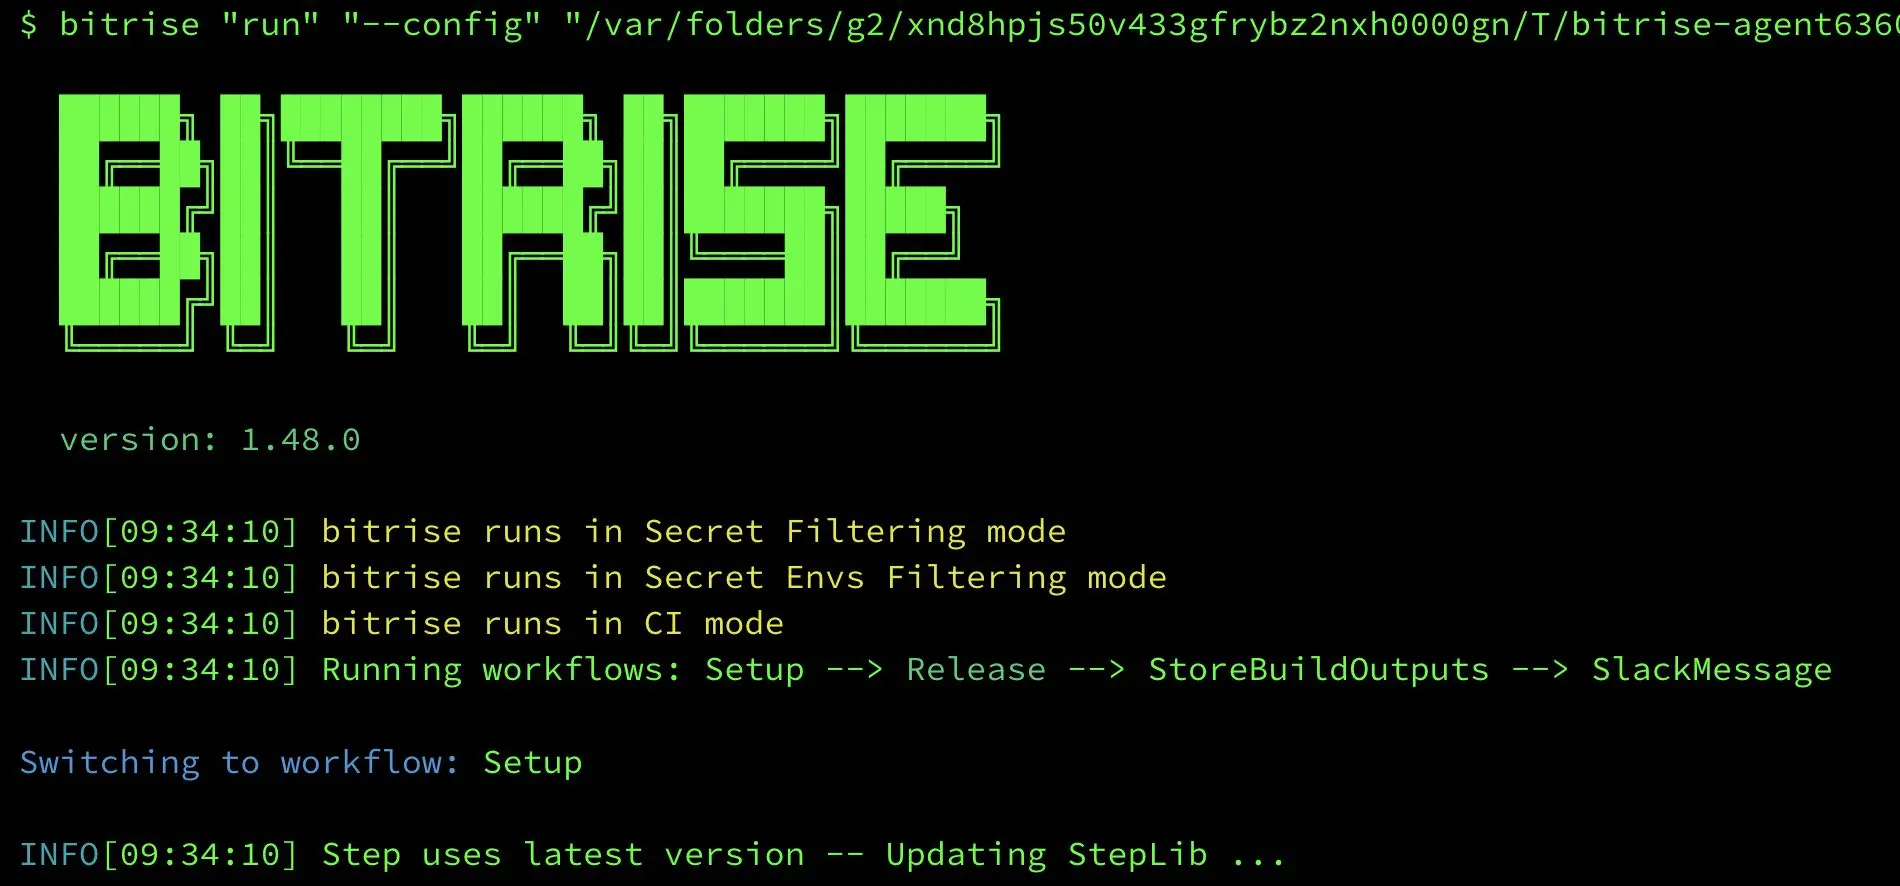 $ bitrise "run" "--config" "/var/folders/g2/xnd8hpjs50v433gfrybz2nxh0000gn/T/bitrise-agent6360
BITRISE
version: 1.48.0
INFO[09:34:10] bitrise runs in Secret Filtering mode
INFO[09:34:10] bitrise runs in Secret Envs Filtering mode
INFO[09:34:10] bitrise runs in CI mode
INFO[09:34:10] Running workflows: Setup --> Release --> StoreBuildOutputs --> SlackMessage
Switching to workflow: Setup
INFO[09:34:10] Step uses latest version -- Updating StepLib ...